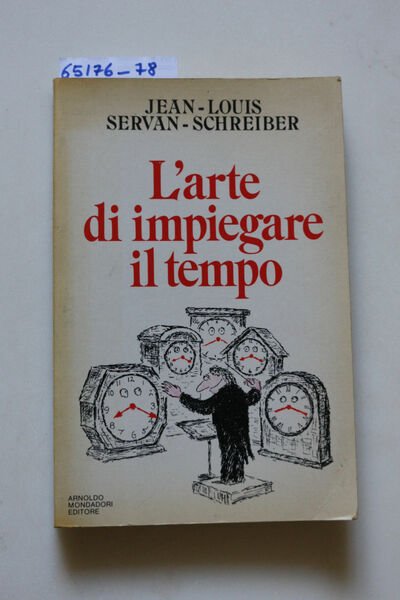 65176-78
JEAN-LOUIS
SERVAN-SCHREIBER
L'arte
di impiegare
il tempo
ARNOLDO
MONDADORI
EDITORE